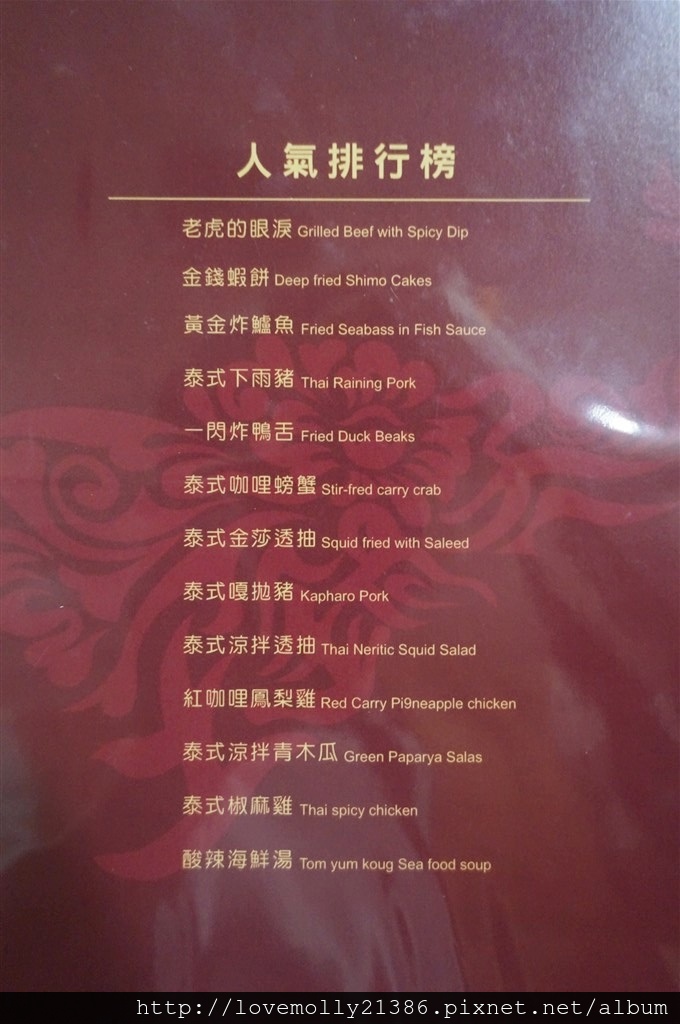 人氣排行榜
老虎的眼淚 Grilled Beef with Spicy Dip
金錢蝦餅 Deep fried Shimo Cakes
黃金炸鱸魚 Fried Seabass in Fish Sauce
泰式下雨豬 Thai Raining Pork
一閃炸鴨舌 Fried Duck Beaks
泰式咖哩螃蟹 Stir-fred carry crab
泰式金莎透抽 Squid fried with Saleed
泰式嘎拋豬 Kapharo Pork
泰式涼拌透抽 Thai Neritic Squid Salad
紅咖哩鳳梨雞 Red Carry Pi9neapple chicken
泰式涼拌青木瓜 Green Paparya Salas
泰式椒麻雞 Thai spicy chicken
酸辣海鮮湯 Tom yum koug Sea food soup
http://lovemolly21386.pixnet.net/album